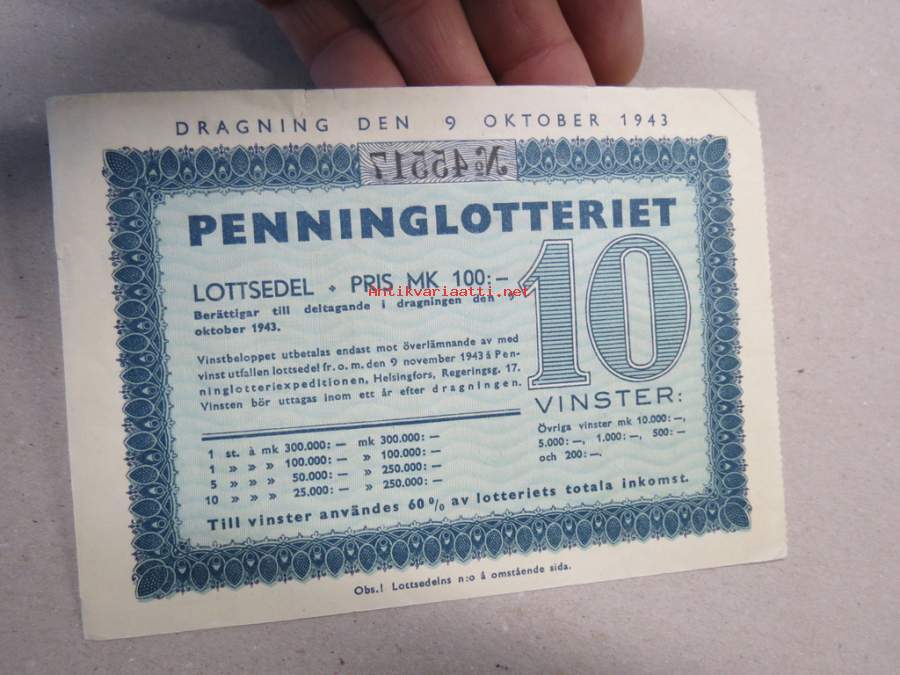 DRAGNING DEN 9 OKTOBER 1943
№ 45517
PENNINGLOTTERIET
LOTTSEDEL • PRIS MK 100:—
Antikvariaatti.net
Berättigar till deltagande i dragningen den
oktober 1943.
10
Vinstbeloppet utbetalas endast mot överlämnande av med
vinst utfallen lottsedel fr. o. m. den 9 november 1943 å Pen-
ninglotteriexpeditionen, Helsingfors, Regeringsg. 17.
Vinsten bör uttagas inom ett år efter dragningen.
VINSTER:
1 st. à mk 300.000:— mk 300.000:—
1 » » » 100.000:— » 100.000:—
5 » » » 50.000:— » 250.000:—
10 » » » 25.000:— » 250.000:—
Övriga vinster mk 10.000:—,
5.000:—, 1.000:—, 500:—
och 200:—.
Till vinster användes 60 % av lotteriets totala inkomst.
Obs.! Lottsedelns n:o å omstående sida.